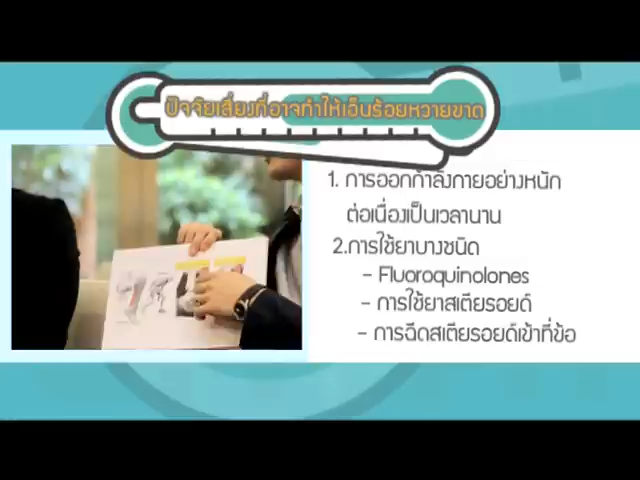 ปัจจัยเสี่ยงที่อาจทำให้เอ็นร้อยหวายขาด
1. การออกกำลังกายอย่างหนัก
ต่อเนื่องเป็นเวลานาน
2.การใช้ยาบางชนิด
- Fluoroquinolones
- การใช้ยาสเตียรอยด์
- การฉีดสเตียรอยด์เข้าที่ข้อ